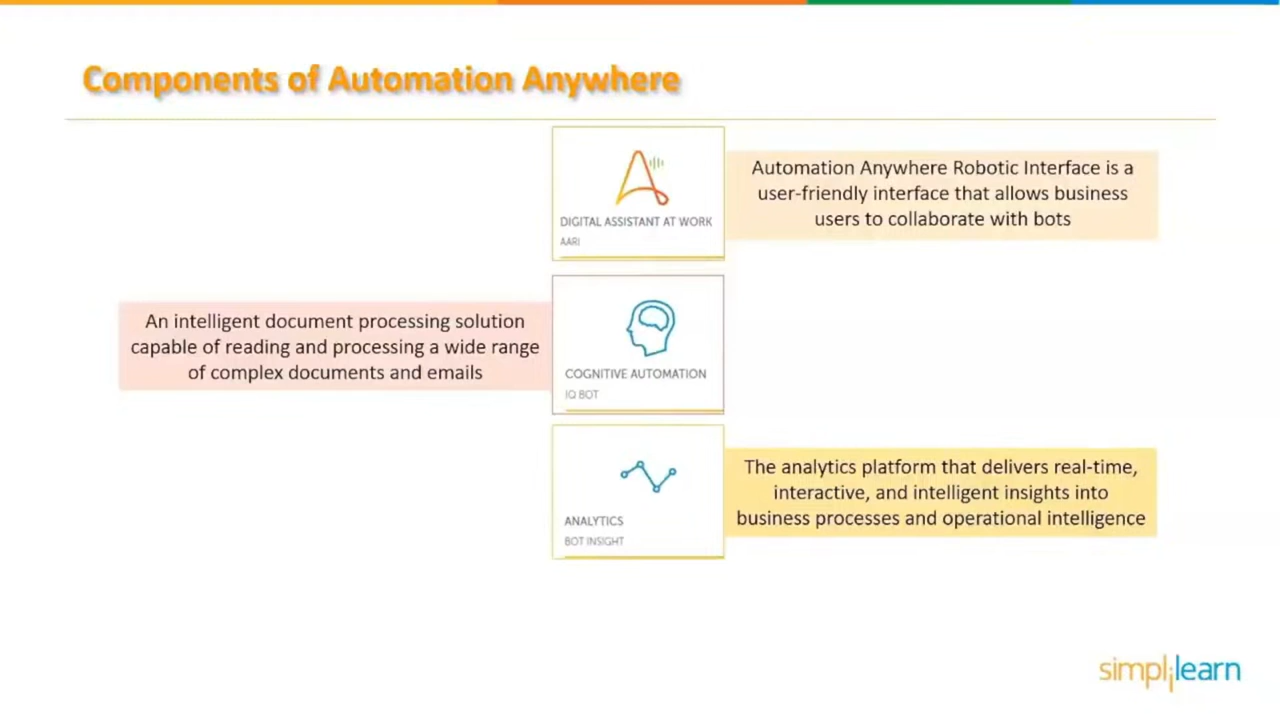 Components of Automation Anywhere
DIGITAL ASSISTANT AT WORK
AARI
Automation Anywhere Robotic Interface is a
user-friendly interface that allows business
users to collaborate with bots
An intelligent document processing solution
capable of reading and processing a wide range
of complex documents and emails
COGNITIVE AUTOMATION
IQ BOT
ANALYTICS
BOT INSIGHT
The analytics platform that delivers real-time,
interactive, and intelligent insights into
business processes and operational intelligence
simplilearn